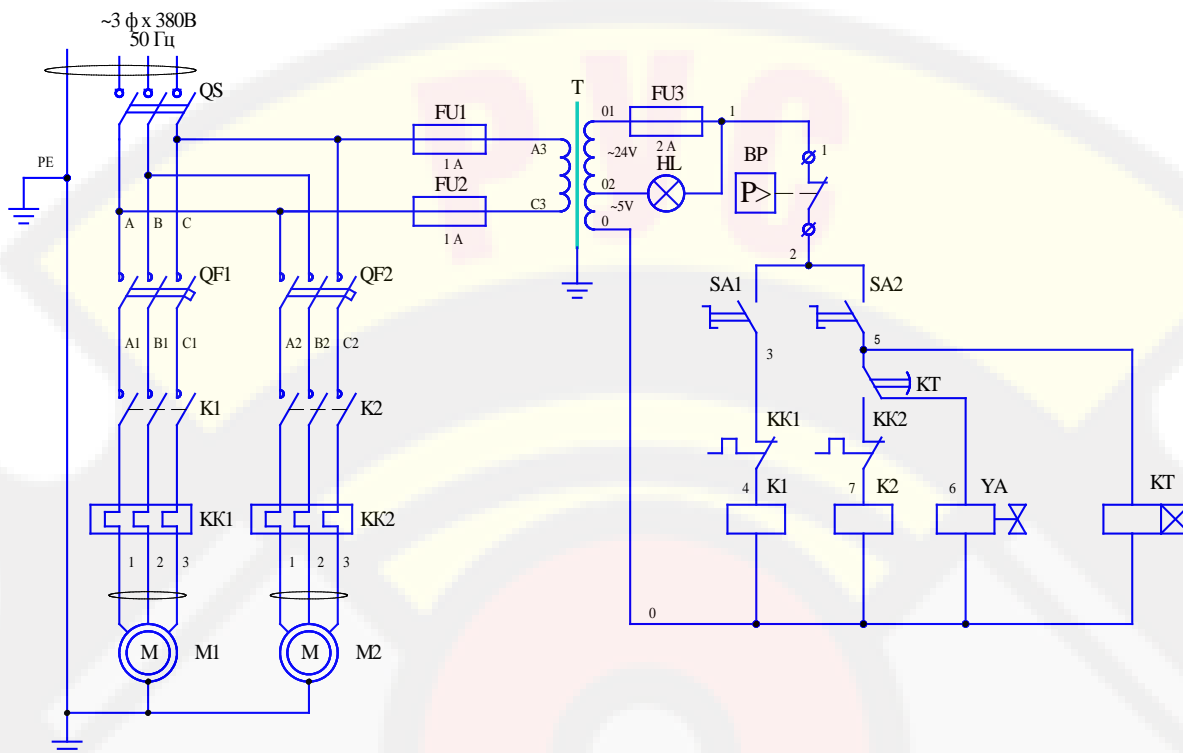 ~3 ф х 380В
50 Гц
QS
PE
A B C
FU1
1 А
FU2
1 А
A3
C3
T
01
~24V
02
~5V
0
FU3
2 А
HL
1
1
BP
P>
2
QF1
QF2
A1 B1 C1
A2 B2 C2
SA1
SA2
3
5
KT
K1
K2
KK1
KK2
4
K1
7
K2
6
YA
KT
KK1
KK2
1 2 3
1 2 3
0
M
M1
M
M2
PVG